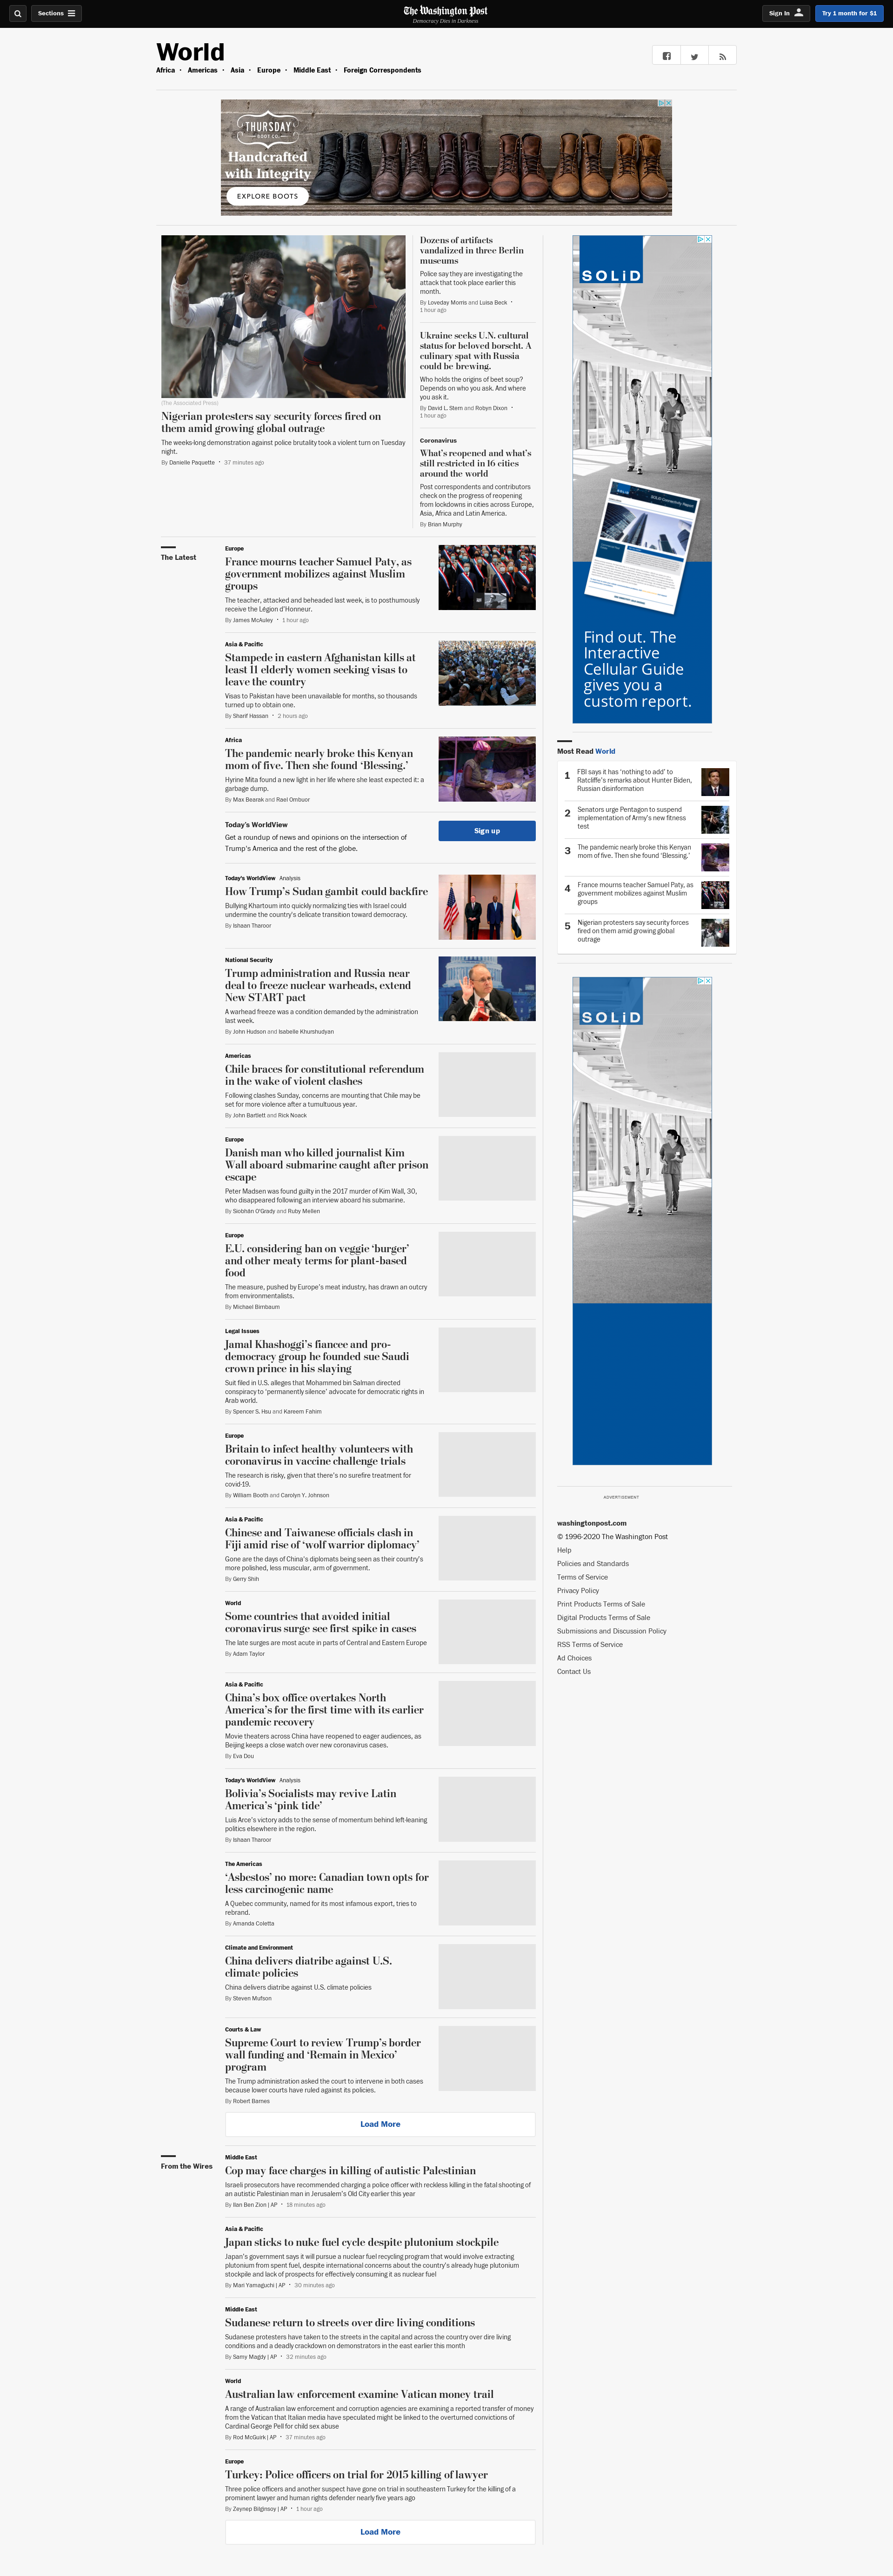 Sections
The Washington Post
Democracy Dies in Darkness
Sign In
Try 1 month for $1
World
Africa • Americas • Asia • Europe • Middle East • Foreign Correspondents
THURSDAY
BOOT CO.
Handcrafted
with Integrity
EXPLORE BOOTS
(The Associated Press)
Nigerian protesters say security forces fired on
them amid growing global outrage
The weeks-long demonstration against police brutality took a violent turn on Tuesday
night.
By Danielle Paquette • 37 minutes ago
Dozens of artifacts
vandalized in three Berlin
museums
Police say they are investigating the
attack that took place earlier this
month.
By Loveday Morris and Luisa Beck •
1 hour ago
Ukraine seeks U.N. cultural
status for beloved borscht. A
culinary spat with Russia
could be brewing.
Who holds the origins of beet soup?
Depends on who you ask. And where
you ask it.
By David L. Stern and Robyn Dixon •
1 hour ago
Coronavirus
What's reopened and what's
still restricted in 16 cities
around the world
Post correspondents and contributors
check on the progress of reopening
from lockdowns in cities across Europe,
Asia, Africa and Latin America.
By Brian Murphy
The Latest
Europe
France mourns teacher Samuel Paty, as
government mobilizes against Muslim
groups
The teacher, attacked and beheaded last week, is to posthumously
receive the Légion d'Honneur.
By James McAuley • 1 hour ago
Asia & Pacific
Stampede in eastern Afghanistan kills at
least 11 elderly women seeking visas to
leave the country
Visas to Pakistan have been unavailable for months, so thousands
turned up to obtain one.
By Sharif Hassan • 2 hours ago
Africa
The pandemic nearly broke this Kenyan
mom of five. Then she found 'Blessing.'
Hyrine Mita found a new light in her life where she least expected it: a
garbage dump.
By Max Bearak and Rael Ombuor
Today's WorldView
Get a roundup of news and opinions on the intersection of
Trump's America and the rest of the globe.
Sign up
Today's WorldView Analysis
How Trump's Sudan gambit could backfire
Bullying Khartoum into quickly normalizing ties with Israel could
undermine the country's delicate transition toward democracy.
By Ishaan Tharoor
National Security
Trump administration and Russia near
deal to freeze nuclear warheads, extend
New START pact
A warhead freeze was a condition demanded by the administration
last week.
By John Hudson and Isabelle Khurshudyan
Americas
Chile braces for constitutional referendum
in the wake of violent clashes
Following clashes Sunday, concerns are mounting that Chile may be
set for more violence after a tumultuous year.
By John Bartlett and Rick Noack
Europe
Danish man who killed journalist Kim
Wall aboard submarine caught after prison
escape
Peter Madsen was found guilty in the 2017 murder of Kim Wall, 30,
who disappeared following an interview aboard his submarine.
By Siobhán O'Grady and Ruby Mellen
Europe
E.U. considering ban on veggie 'burger'
and other meaty terms for plant-based
food
The measure, pushed by Europe's meat industry, has drawn an outcry
from environmentalists.
By Michael Birnbaum
Legal Issues
Jamal Khashoggi's fiancee and pro-
democracy group he founded sue Saudi
crown prince in his slaying
Suit filed in U.S. alleges that Mohammed bin Salman directed
conspiracy to 'permanently silence' advocate for democratic rights in
Arab world.
By Spencer S. Hsu and Kareem Fahim
Europe
Britain to infect healthy volunteers with
coronavirus in vaccine challenge trials
The research is risky, given that there's no surefire treatment for
covid-19.
By William Booth and Carolyn Y. Johnson
Asia & Pacific
Chinese and Taiwanese officials clash in
Fiji amid rise of 'wolf warrior diplomacy'
Gone are the days of China's diplomats being seen as their country's
more polished, less muscular, arm of government.
By Gerry Shih
World
Some countries that avoided initial
coronavirus surge see first spike in cases
The late surges are most acute in parts of Central and Eastern Europe
By Adam Taylor
Asia & Pacific
China's box office overtakes North
America's for the first time with its earlier
pandemic recovery
Movie theaters across China have reopened to eager audiences, as
Beijing keeps a close watch over new coronavirus cases.
By Eva Dou
Today's WorldView Analysis
Bolivia's Socialists may revive Latin
America's 'pink tide'
Luis Arce's victory adds to the sense of momentum behind left-leaning
politics elsewhere in the region.
By Ishaan Tharoor
The Americas
'Asbestos' no more: Canadian town opts for
less carcinogenic name
A Quebec community, named for its most infamous export, tries to
rebrand.
By Amanda Coletta
Climate and Environment
China delivers diatribe against U.S.
climate policies
China delivers diatribe against U.S. climate policies
By Steven Mufson
Courts & Law
Supreme Court to review Trump's border
wall funding and 'Remain in Mexico'
program
The Trump administration asked the court to intervene in both cases
because lower courts have ruled against its policies.
By Robert Barnes
Load More
From the Wires
Middle East
Cop may face charges in killing of autistic Palestinian
Israeli prosecutors have recommended charging a police officer with reckless killing in the fatal shooting of
an autistic Palestinian man in Jerusalem's Old City earlier this year
By Ilan Ben Zion | AP • 18 minutes ago
Asia & Pacific
Japan sticks to nuke fuel cycle despite plutonium stockpile
Japan's government says it will pursue a nuclear fuel recycling program that would involve extracting
plutonium from spent fuel, despite international concerns about the country's already huge plutonium
stockpile and lack of prospects for effectively consuming it as nuclear fuel
By Mari Yamaguchi | AP • 30 minutes ago
Middle East
Sudanese return to streets over dire living conditions
Sudanese protesters have taken to the streets in the capital and across the country over dire living
conditions and a deadly crackdown on demonstrators in the east earlier this month
By Samy Magdy | AP • 32 minutes ago
World
Australian law enforcement examine Vatican money trail
A range of Australian law enforcement and corruption agencies are examining a reported transfer of money
from the Vatican that Italian media have speculated might be linked to the overturned convictions of
Cardinal George Pell for child sex abuse
By Rod McGuirk | AP • 37 minutes ago
Europe
Turkey: Police officers on trial for 2015 killing of lawyer
Three police officers and another suspect have gone on trial in southeastern Turkey for the killing of a
prominent lawyer and human rights defender nearly five years ago
By Zeynep Bilginsoy | AP • 1 hour ago
Load More
SOLiD
Find out. The
Interactive
Cellular Guide
gives you a
custom report.
Most Read World
1 FBI says it has 'nothing to add' to
Ratcliffe's remarks about Hunter Biden,
Russian disinformation
2 Senators urge Pentagon to suspend
implementation of Army's new fitness
test
3 The pandemic nearly broke this Kenyan
mom of five. Then she found 'Blessing.'
4 France mourns teacher Samuel Paty, as
government mobilizes against Muslim
groups
5 Nigerian protesters say security forces
fired on them amid growing global
outrage
SOLiD
ADVERTISEMENT
washingtonpost.com
© 1996-2020 The Washington Post
Help
Policies and Standards
Terms of Service
Privacy Policy
Print Products Terms of Sale
Digital Products Terms of Sale
Submissions and Discussion Policy
RSS Terms of Service
Ad Choices
Contact Us